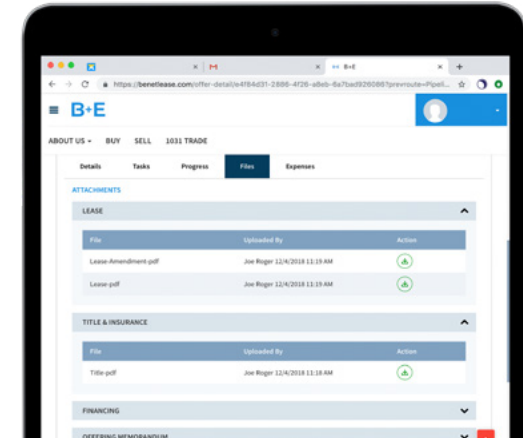 B+E
https://benetlease.com/offer-detail/e4f84d31-2886-4f26-a8eb-6a7bad926086?prevroute=Pipeli...
B+E
ABOUT US BUY SELL 1031 TRADE
Details Tasks Progress Files Expenses
ATTACHMENTS
LEASE
File Uploaded By Action
Lease-Amendment-pdf Joe Roger 12/4/2018 11:19 AM
Lease-pdf Joe Roger 12/4/2018 11:19 AM
TITLE & INSURANCE
File Uploaded By Action
Title-pdf Joe Roger 12/4/2018 11:18 AM
FINANCING
OFFERING MEMORANDUM